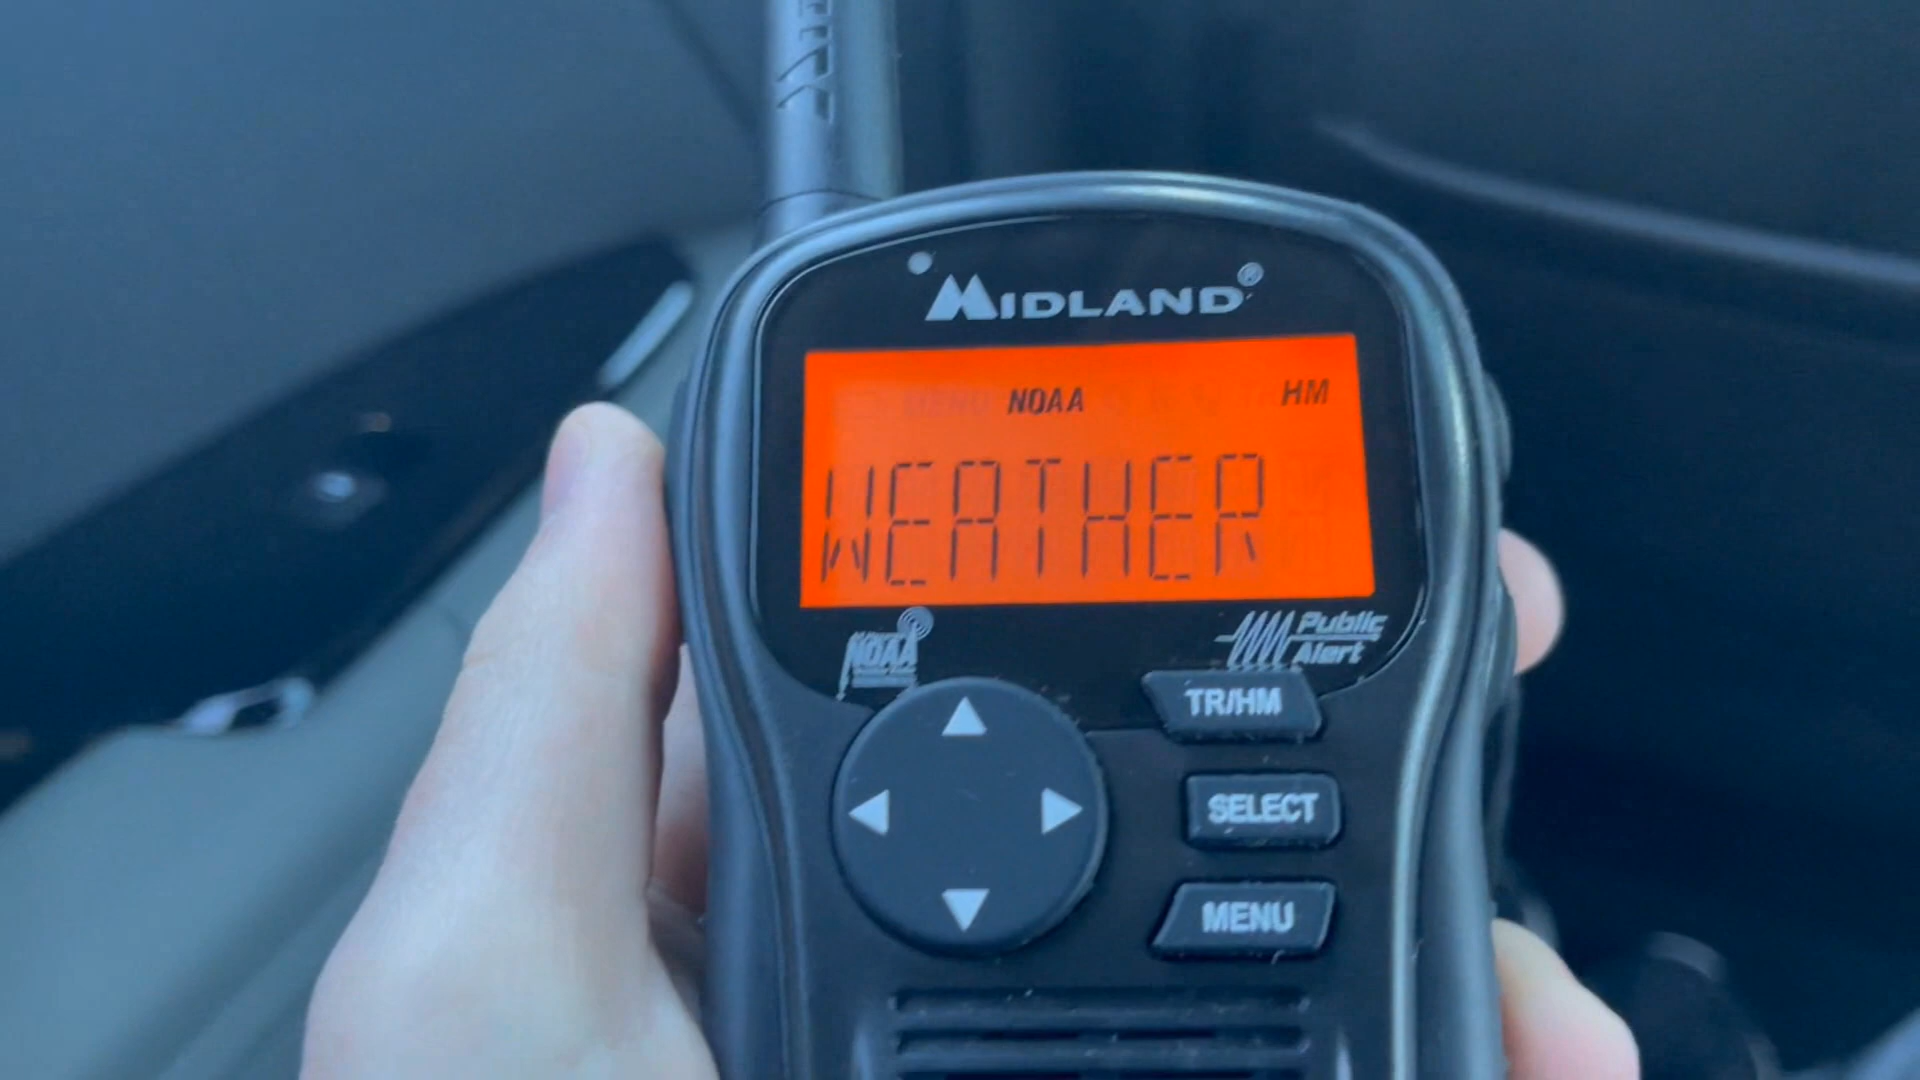 MIDLAND®
NOAA HM
WEATHER
NOAA
Public
Alert
TR/HM
SELECT
MENU